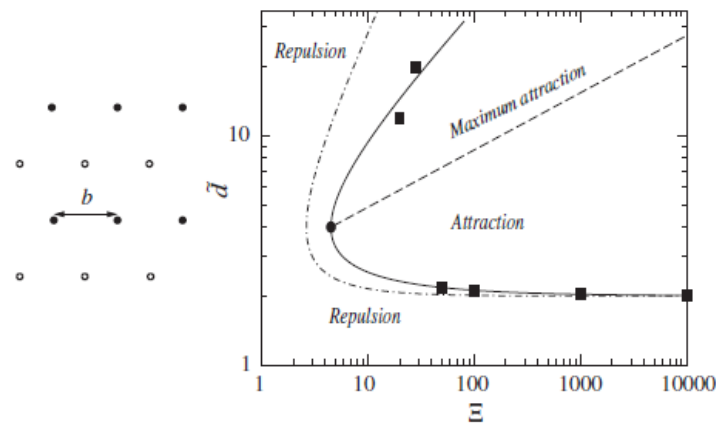 b
Repulsion
Maximum attraction
10
d̃
Attraction
Repulsion
1
1 10 100 1000 10000
Ξ